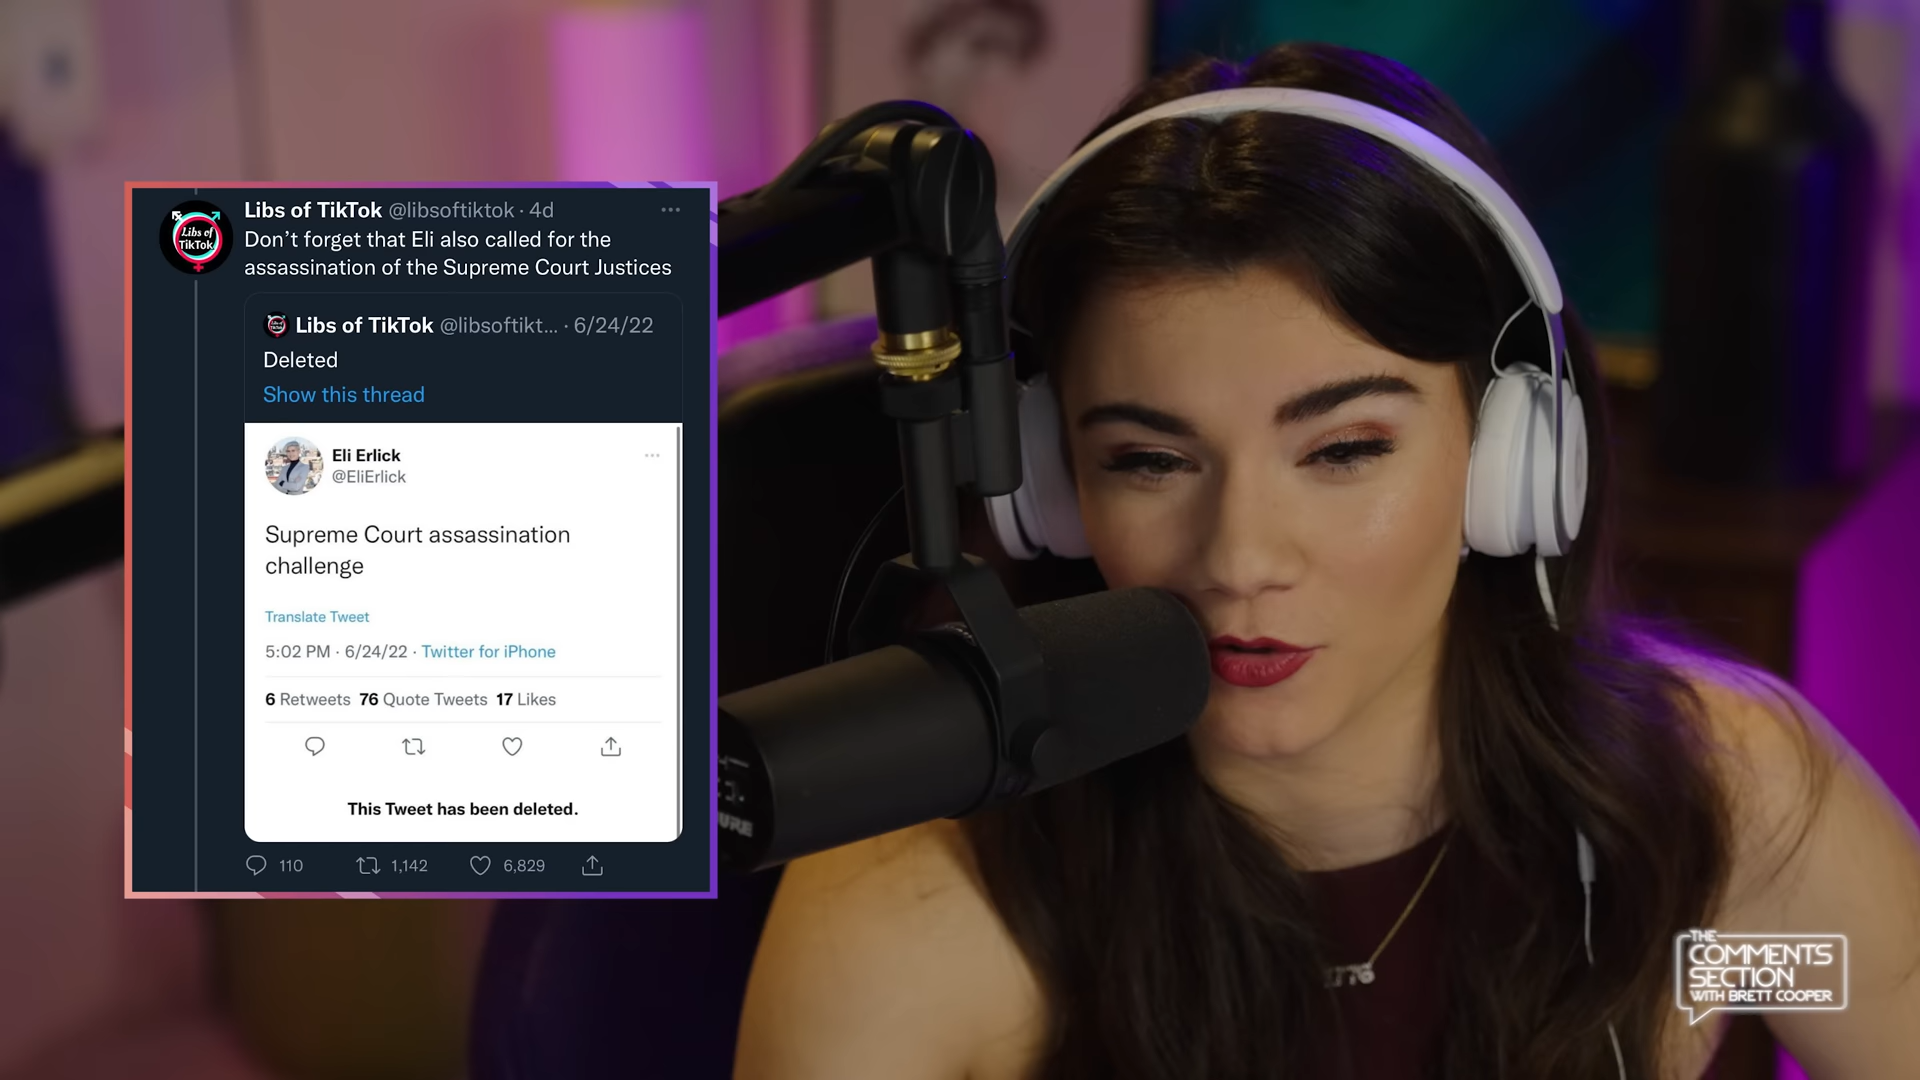 Libs of TikTok @libsoftiktok · 4d
Don't forget that Eli also called for the
assassination of the Supreme Court Justices
Libs of TikTok
Libs of TikTok @libsoftikt... · 6/24/22
Deleted
Show this thread
Eli Erlick
@EliErlick
Supreme Court assassination
challenge
Translate Tweet
5:02 PM · 6/24/22 · Twitter for iPhone
6 Retweets 76 Quote Tweets 17 Likes
This Tweet has been deleted.
110 1,142 6,829
THE
COMMENTS
SECTION
WITH BRETT COOPER